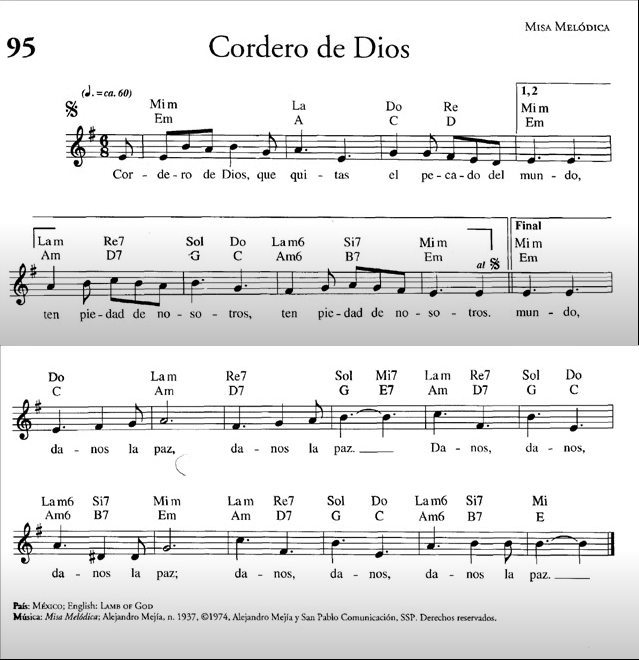 MISA MELÓDICA
95
Cordero de Dios
(♩. = ca. 60)
1, 2
Mi m La Do Re Mi m
Em A C D Em
6 8
Cor - de - ro de Dios, que qui - tas el pe - ca - do del mun - do,
Final
La m Re7 Sol Do La m6 Si7 Mi m Mi m
Am D7 G C Am6 B7 Em Em
al 𝄋
ten pie - dad de no - so - tros, ten pie - dad de no - so - tros. mun - do,
Do La m Re7 Sol Mi7 La m Re7 Sol Do
C Am D7 G E7 Am D7 G C
da - nos la paz, da - nos la paz. ____ Da - nos, da - nos,
La m6 Si7 Mi m La m Re7 Sol Do La m6 Si7 Mi
Am6 B7 Em Am D7 G C Am6 B7 E
da - nos la paz; da - nos, da - nos, da - nos la paz. ____
País: MÉXICO; English: LAMB OF GOD
Música: Misa Melódica; Alejandro Mejía, n. 1937, ©1974, Alejandro Mejía y San Pablo Comunicación, SSP. Derechos reservados.